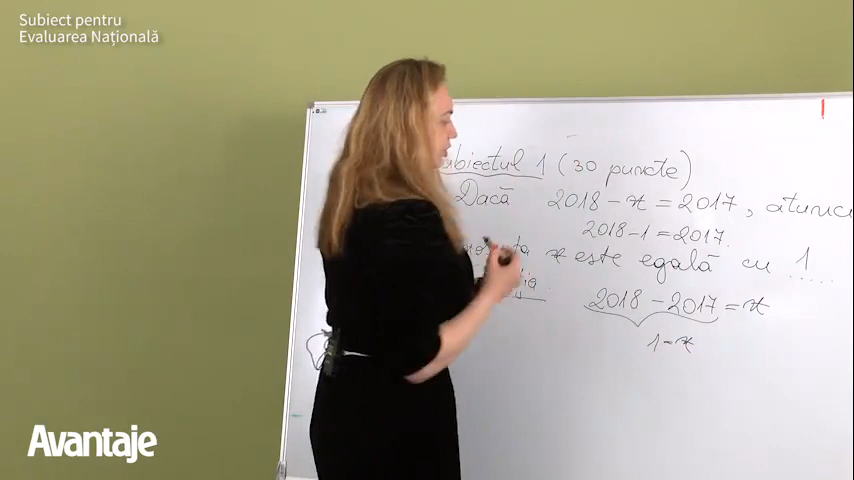 Subiect pentru
Evaluarea Națională
ubiectul 1 (30 puncte)
Dacă 2018 - x = 2017, atunci
2018 - 1 = 2017.
x este egală cu 1.....
2018 - 2017 = x
1 = x
Avantaje